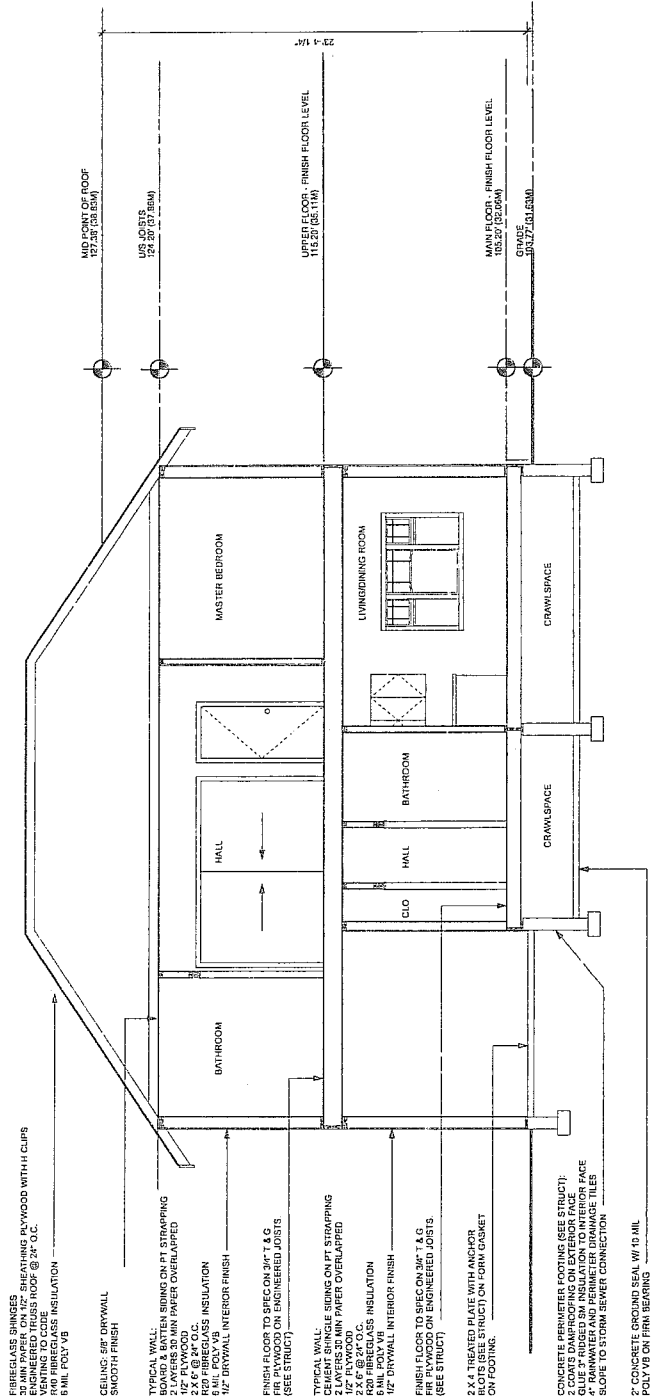 FIBREGLASS SHINGES
30 MIN PAPER ON 1/2" SHEATHING PLYWOOD WITH H CLIPS
ENGINEERED TRUSS ROOF @ 24" O.C.
VENTING TO CODE
R40 FIBREGLASS INSULATION
6 MIL POLY VB
CEILING: 5/8" DRYWALL
SMOOTH FINISH
TYPICAL WALL:
BOARD & BATTEN SIDING ON PT STRAPPING
2 LAYERS 30 MIN PAPER OVERLAPPED
1/2" PLYWOOD
2 X 6" @ 24" O.C.
R20 FIBREGLASS INSULATION
6 MIL POLY VB
1/2" DRYWALL INTERIOR FINISH
FINISH FLOOR TO SPEC ON 3/4" T & G
FIR PLYWOOD ON ENGINEERED JOISTS
(SEE STRUCT)
TYPICAL WALL:
CEMENT SHINGLE SIDING ON PT STRAPPING
2 LAYERS 30 MIN PAPER OVERLAPPED
1/2" PLYWOOD
2 X 6" @ 24" O.C.
R20 FIBREGLASS INSULATION
6 MIL POLY VB
1/2" DRYWALL INTERIOR FINISH
FINISH FLOOR TO SPEC ON 3/4" T & G
FIR PLYWOOD ON ENGINEERED JOISTS.
(SEE STRUCT)
2 X 4 TREATED PLATE WITH ANCHOR
BLOTS (SEE STRUCT) ON FORM GASKET
ON FOOTING.
CONCRETE PERIMETER FOOTING (SEE STRUCT):
2 COATS DAMPROOFING ON EXTERIOR FACE
GLUE 3" RIDGED SM INSULATION TO INTERIOR FACE
4" RAINWATER AND PERIMETER DRAINAGE TILES
SLOPE TO STORM SEWER CONNECTION
2" CONCRETE GROUND SEAL W/ 10 MIL
POLY VB ON FIRM BEARING
BATHROOM
HALL
MASTER BEDROOM
CLO
HALL
BATHROOM
LIVING/DINING ROOM
CRAWLSPACE
CRAWLSPACE
MID POINT OF ROOF
127.38' (38.83M)
U/S JOISTS
124.20' (37.86M)
UPPER FLOOR - FINISH FLOOR LEVEL
115.20' (35.11M)
MAIN FLOOR - FINISH FLOOR LEVEL
105.20' (32.06M)
GRADE
103.77' (31.63M)